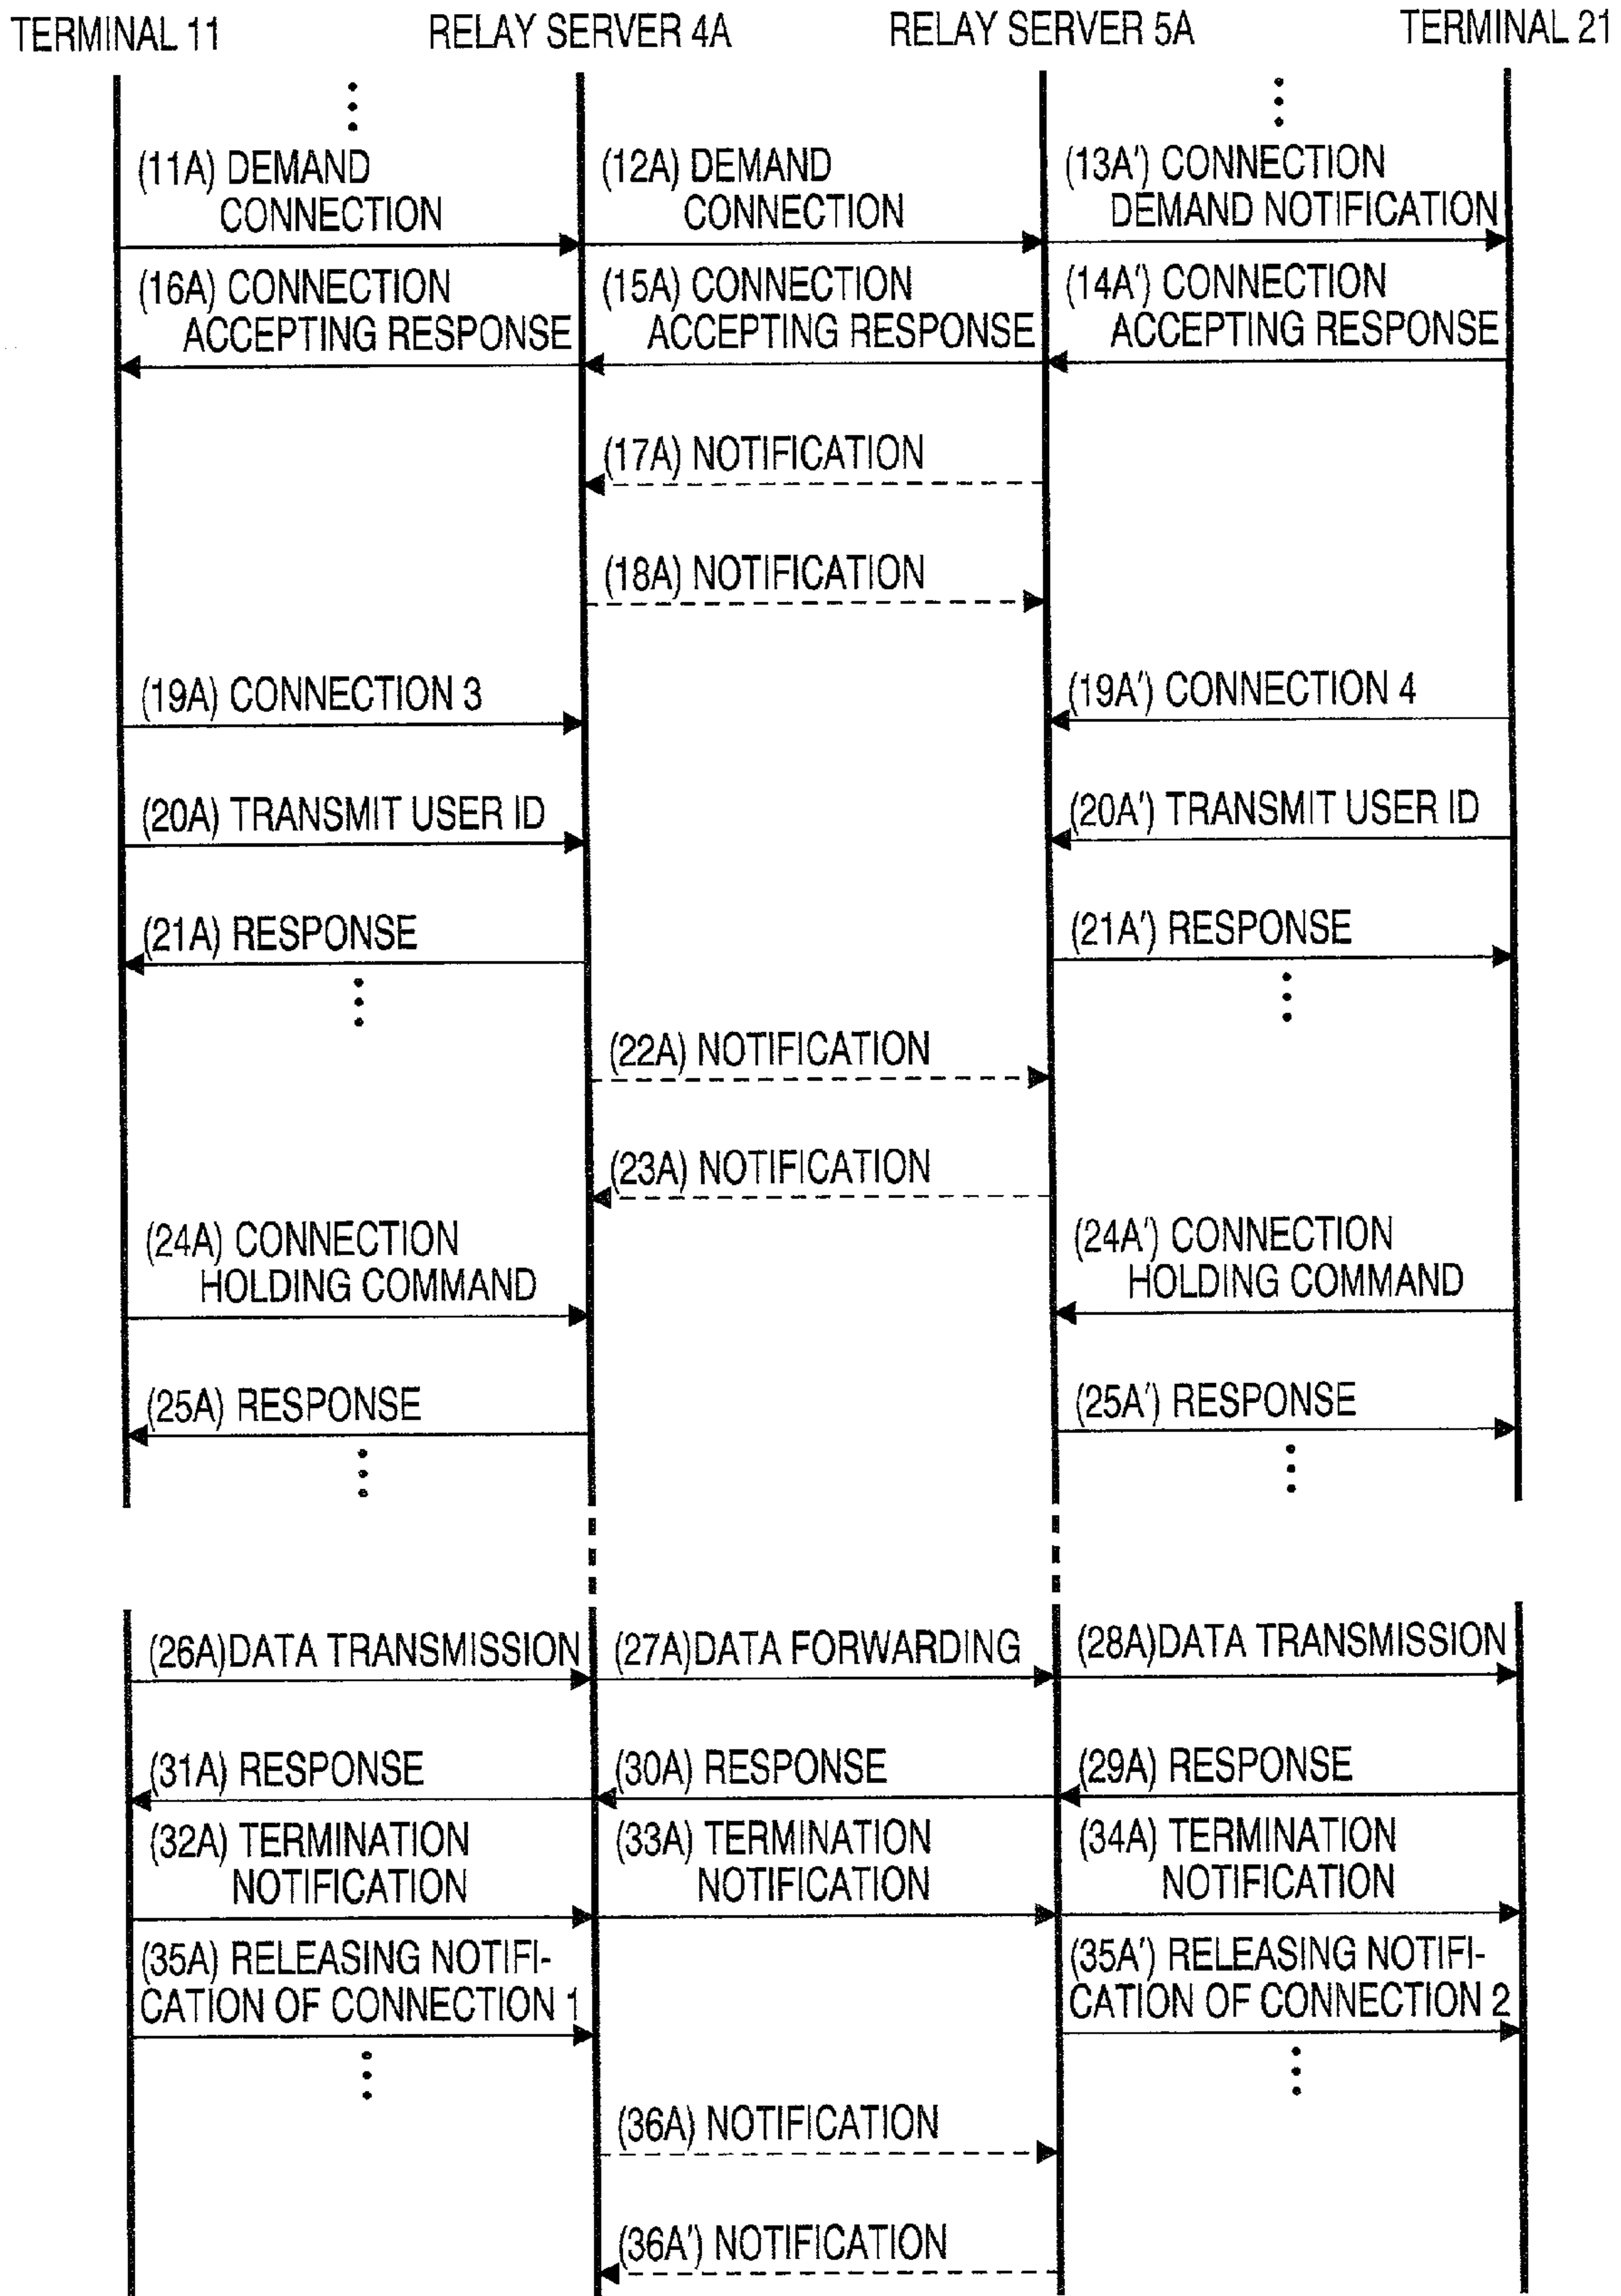 TERMINAL 11 RELAY SERVER 4A RELAY SERVER 5A TERMINAL 21
(11A) DEMAND
CONNECTION
(12A) DEMAND
CONNECTION
(13A') CONNECTION
DEMAND NOTIFICATION
(16A) CONNECTION
ACCEPTING RESPONSE
(15A) CONNECTION
ACCEPTING RESPONSE
(14A') CONNECTION
ACCEPTING RESPONSE
(17A) NOTIFICATION
(18A) NOTIFICATION
(19A) CONNECTION 3
(19A') CONNECTION 4
(20A) TRANSMIT USER ID
(20A') TRANSMIT USER ID
(21A) RESPONSE
(21A') RESPONSE
(22A) NOTIFICATION
(23A) NOTIFICATION
(24A) CONNECTION
HOLDING COMMAND
(24A') CONNECTION
HOLDING COMMAND
(25A) RESPONSE
(25A') RESPONSE
(26A)DATA TRANSMISSION
(27A)DATA FORWARDING
(28A)DATA TRANSMISSION
(31A) RESPONSE
(30A) RESPONSE
(29A) RESPONSE
(32A) TERMINATION
NOTIFICATION
(33A) TERMINATION
NOTIFICATION
(34A) TERMINATION
NOTIFICATION
(35A) RELEASING NOTIFI-
CATION OF CONNECTION 1
(35A') RELEASING NOTIFI-
CATION OF CONNECTION 2
(36A) NOTIFICATION
(36A') NOTIFICATION